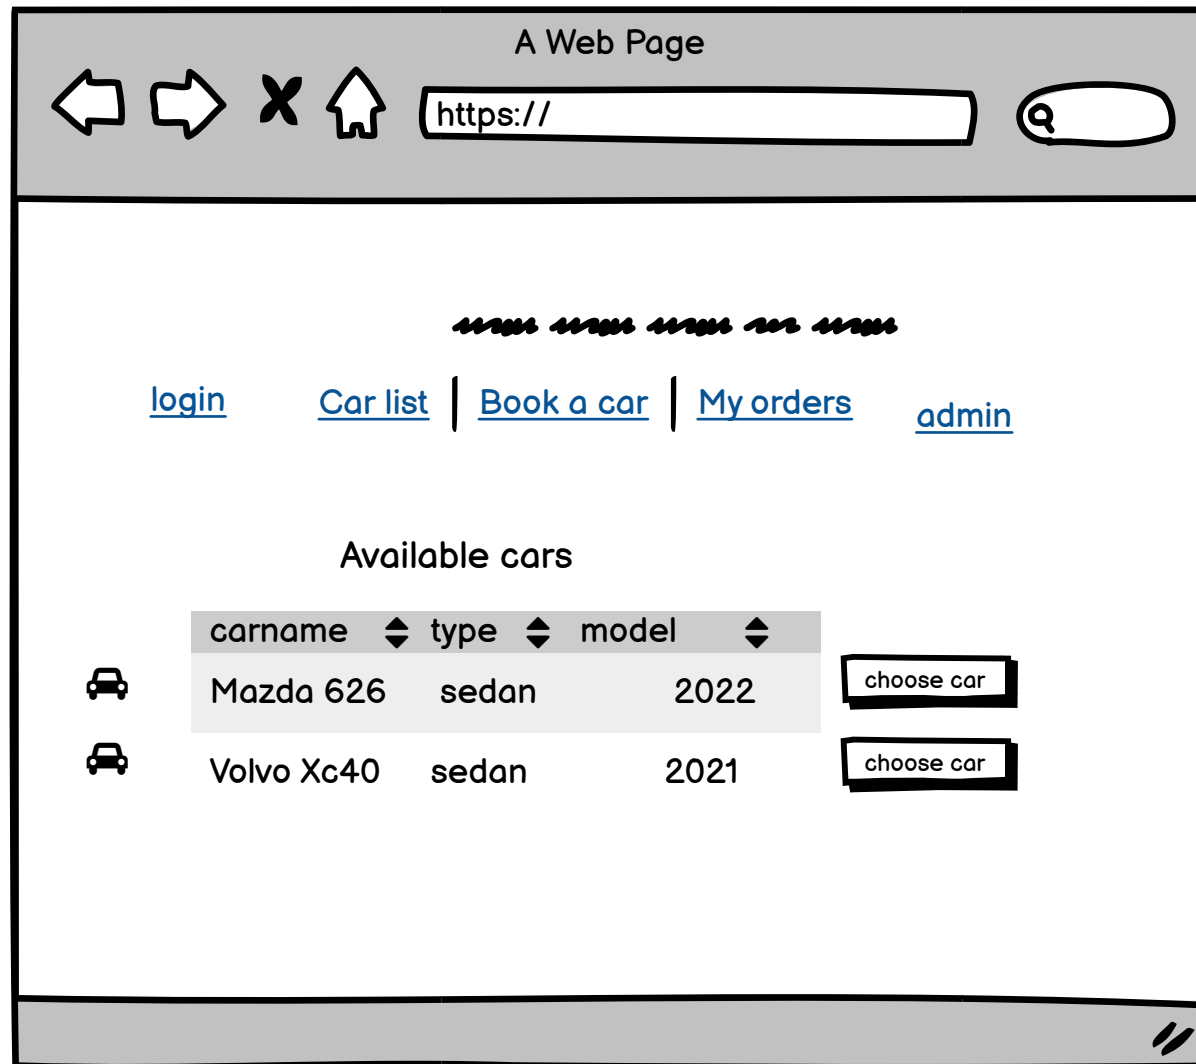 A Web Page
https://
login Car list Book a car My orders admin
Available cars
carname type model
Mazda 626 sedan 2022 choose car
Volvo Xc40 sedan 2021 choose car